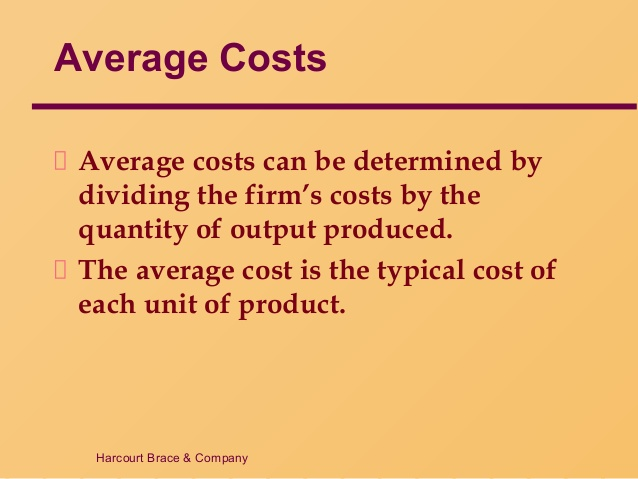 Average Costs
Average costs can be determined by
dividing the firm’s costs by the
quantity of output produced.
The average cost is the typical cost of
each unit of product.
Harcourt Brace & Company